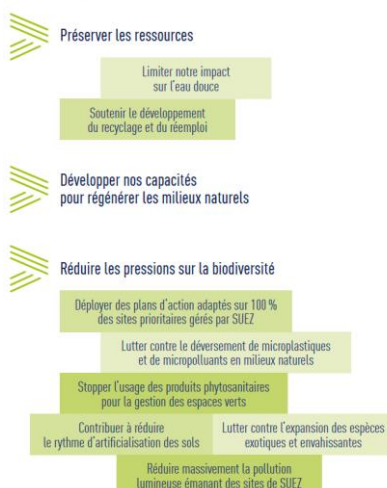 Préserver les ressources
Limiter notre impact
sur l'eau douce
Soutenir le développement
du recyclage et du réemploi
Développer nos capacités
pour régénérer les milieux naturels
Réduire les pressions sur la biodiversité
Déployer des plans d'action adaptés sur 100 %
des sites prioritaires gérés par SUEZ
Lutter contre le déversement de microplastiques
et de micropolluants en milieux naturels
Stopper l'usage des produits phytosanitaires
pour la gestion des espaces verts
Contribuer à réduire
le rythme d'artificialisation des sols
Lutter contre l'expansion des espèces
exotiques et envahissantes
Réduire massivement la pollution
lumineuse émanant des sites de SUEZ